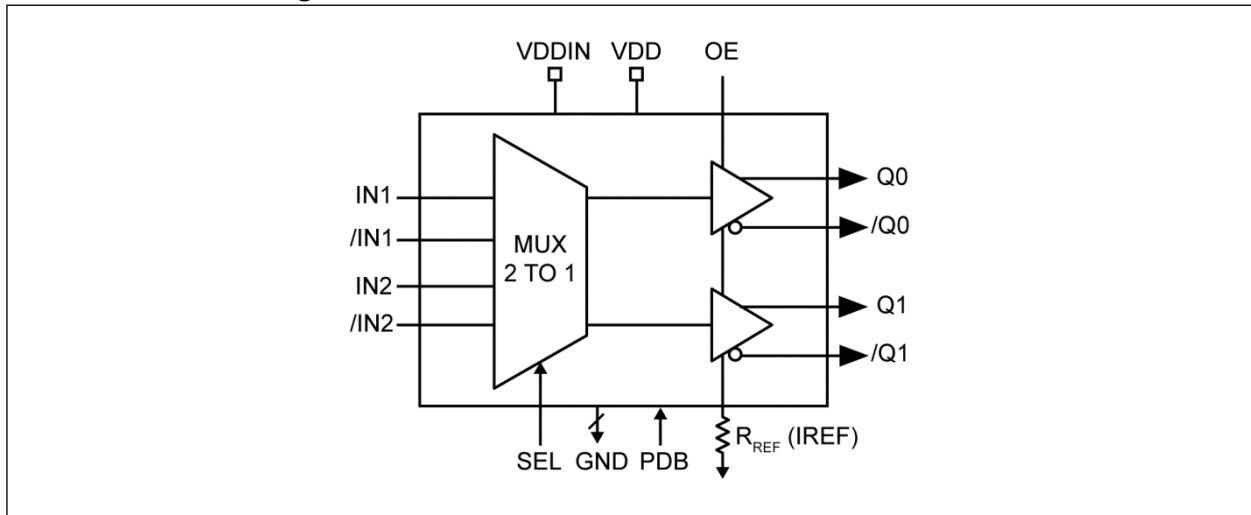 VDDIN VDD OE
IN1
/IN1
IN2
/IN2
MUX
2 TO 1
Q0
/Q0
Q1
/Q1
SEL GND PDB
R_REF (IREF)